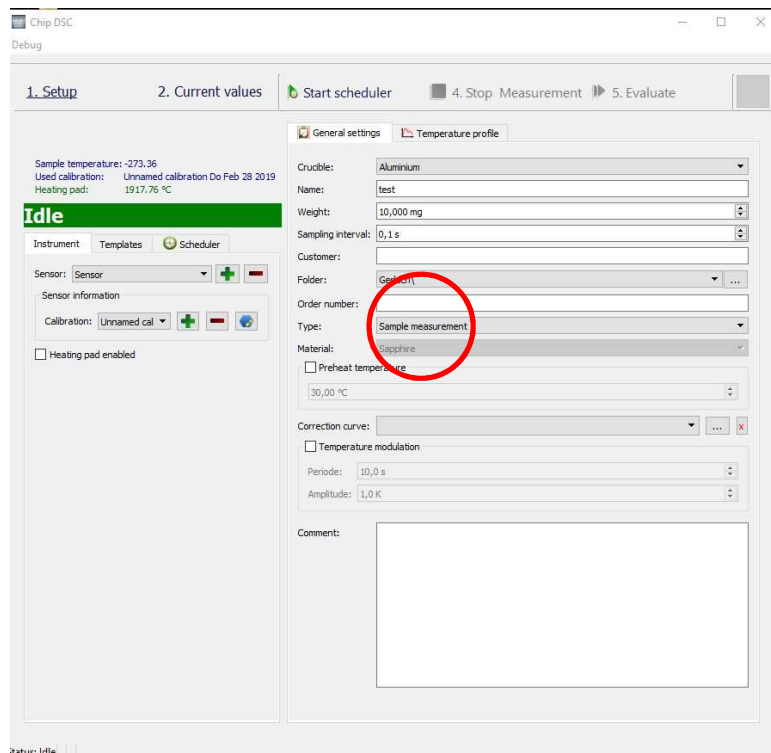 Chip DSC
Debug
1. Setup 2. Current values Start scheduler 4. Stop Measurement 5. Evaluate
General settings Temperature profile
Sample temperature: -273.36
Used calibration: Unnamed calibration Do Feb 28 2019
Heating pad: 1917.76 ºC
Idle
Instrument Templates Scheduler
Sensor: Sensor
Sensor information
Calibration: Unnamed cal
Heating pad enabled
Crucible: Aluminium
Name: test
Weight: 10,000 mg
Sampling interval: 0,1 s
Customer:
Folder: ...
Order number:
Type: Sample measurement
Material: Sapphire
Preheat temperature
30,00 ºC
Correction curve: ... x
Temperature modulation
Periode: 10,0 s
Amplitude: 1,0 K
Comment:
Status: Idle